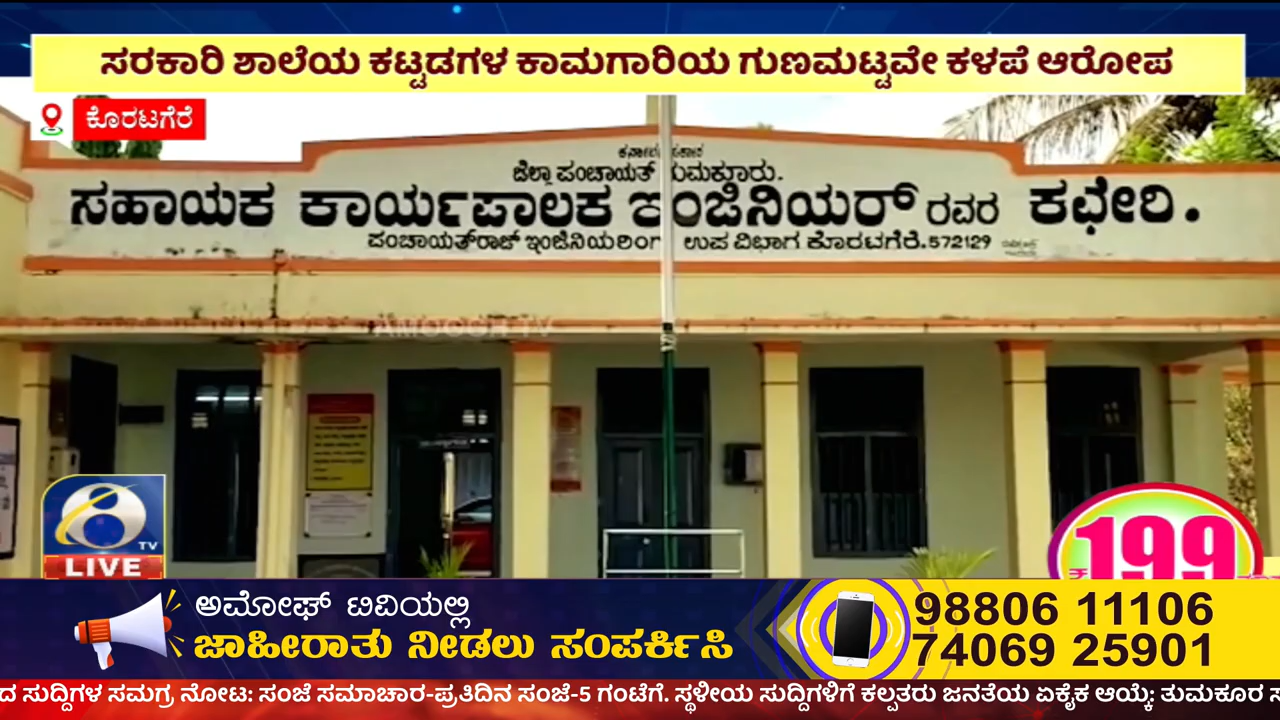 ಸರಕಾರಿ ಶಾಲೆಯ ಕಟ್ಟಡಗಳ ಕಾಮಗಾರಿಯ ಗುಣಮಟ್ಟವೇ ಕಳಪೆ ಆರೋಪ
ಕೊರಟಗೆರೆ
ಜಿಲ್ಲಾ ಪಂಚಾಯತ್ ತುಮಕೂರು.
ಸಹಾಯಕ ಕಾರ್ಯಪಾಲಕ ಇಂಜಿನಿಯರ್ ರವರ ಕಛೇರಿ.
ಪಂಚಾಯತ್‌ರಾಜ್ ಇಂಜಿನಿಯರಿಂಗ್ ಉಪ ವಿಭಾಗ ಕೊರಟಗೆರೆ.572129
AMOGH TV
TV
LIVE
₹199
ಅಮೋಘ್ ಟಿವಿಯಲ್ಲಿ
ಜಾಹೀರಾತು ನೀಡಲು ಸಂಪರ್ಕಿಸಿ
98806 11106
74069 25901
ದ ಸುದ್ದಿಗಳ ಸಮಗ್ರ ನೋಟ: ಸಂಜೆ ಸಮಾಚಾರ-ಪ್ರತಿದಿನ ಸಂಜೆ-5 ಗಂಟೆಗೆ. ಸ್ಥಳೀಯ ಸುದ್ದಿಗಳಿಗೆ ಕಲ್ಪತರು ಜನತೆಯ ಏಕೈಕ ಆಯ್ಕೆ: ತುಮಕೂರ ಸ